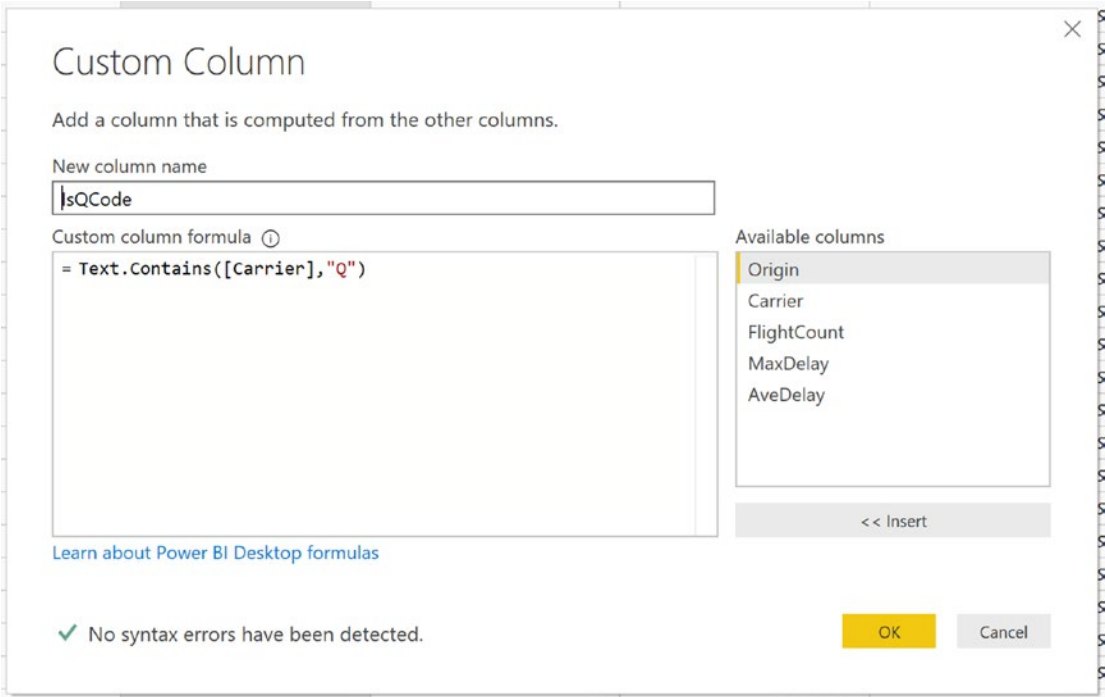 Custom Column
Add a column that is computed from the other columns.
New column name
IsQCode
Custom column formula
= Text.Contains([Carrier],"Q")
Available columns
Origin
Carrier
FlightCount
MaxDelay
AveDelay
<< Insert
Learn about Power BI Desktop formulas
No syntax errors have been detected.
OK
Cancel